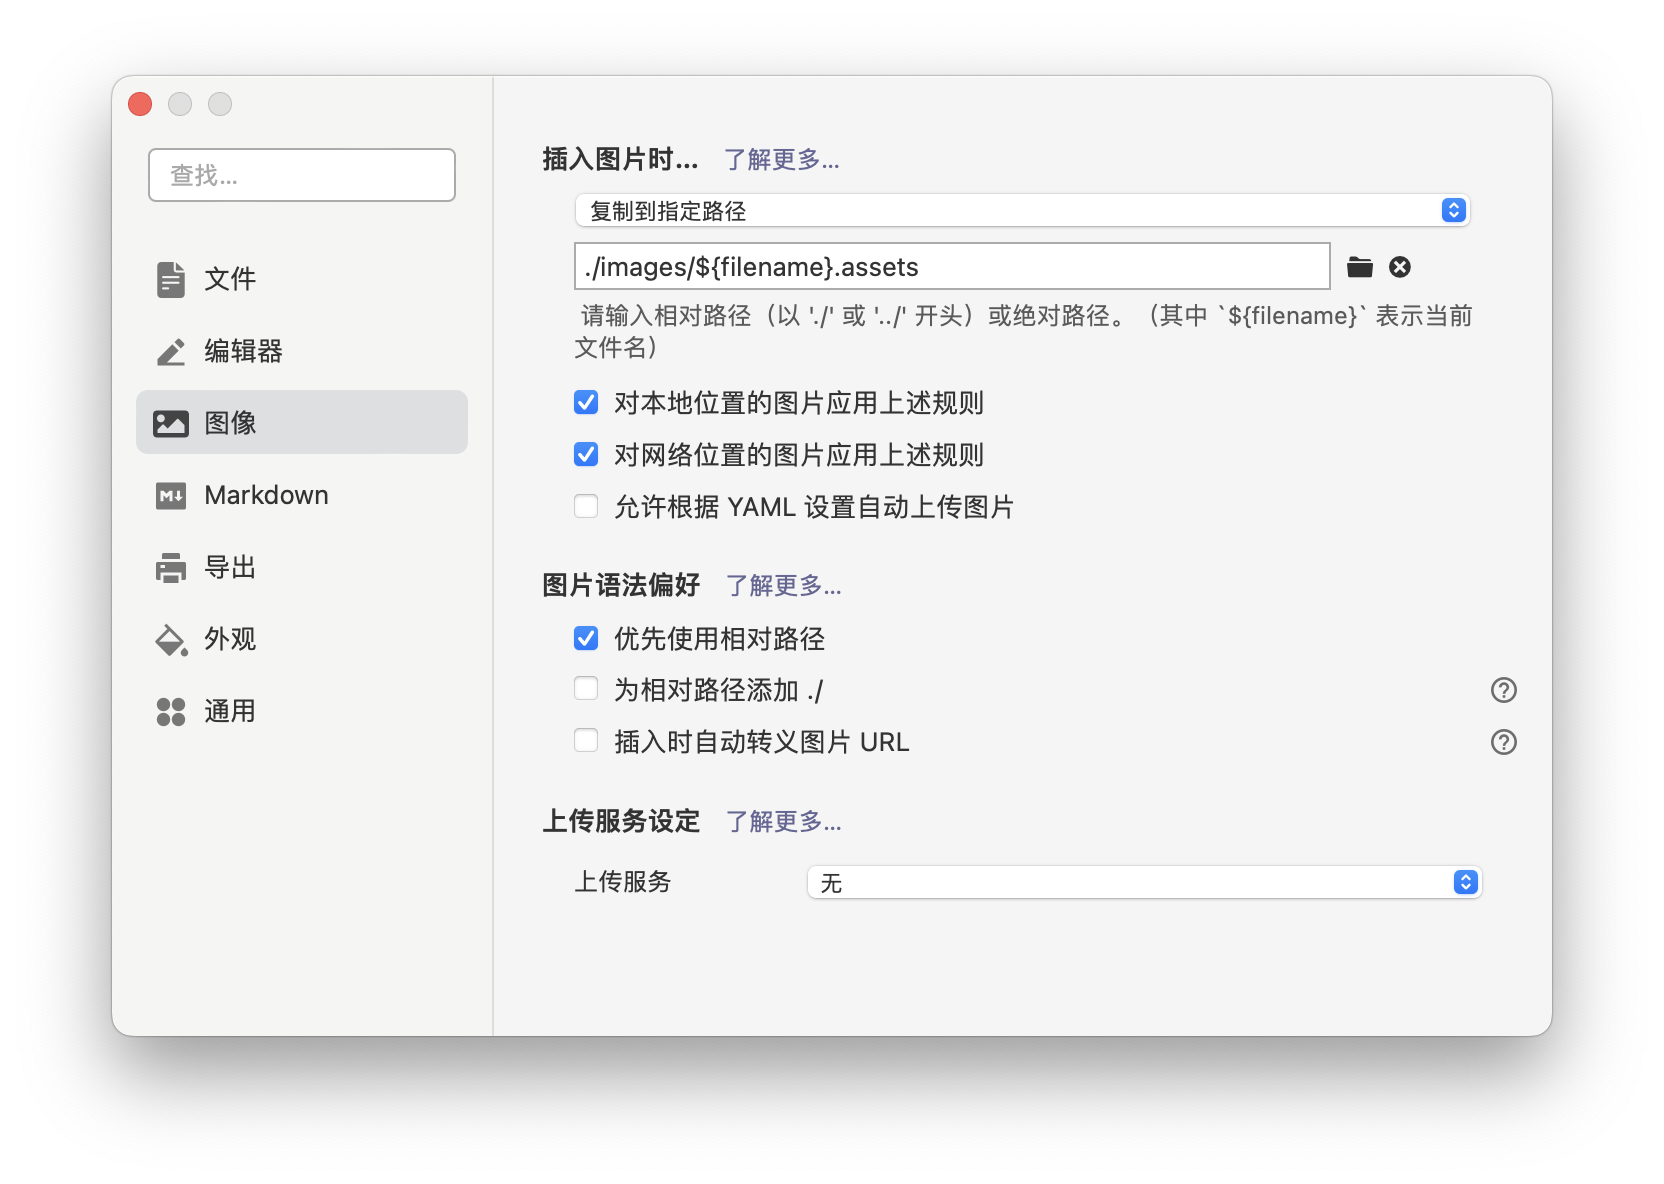 查找...
文件
编辑器
图像
Markdown
导出
外观
通用
插入图片时... 了解更多...
复制到指定路径
./images/${filename}.assets
请输入相对路径（以 './' 或 '../' 开头）或绝对路径。（其中 `${filename}` 表示当前
文件名）
对本地位置的图片应用上述规则
对网络位置的图片应用上述规则
允许根据 YAML 设置自动上传图片
图片语法偏好 了解更多...
优先使用相对路径
为相对路径添加 ./
插入时自动转义图片 URL
上传服务设定 了解更多...
上传服务 无